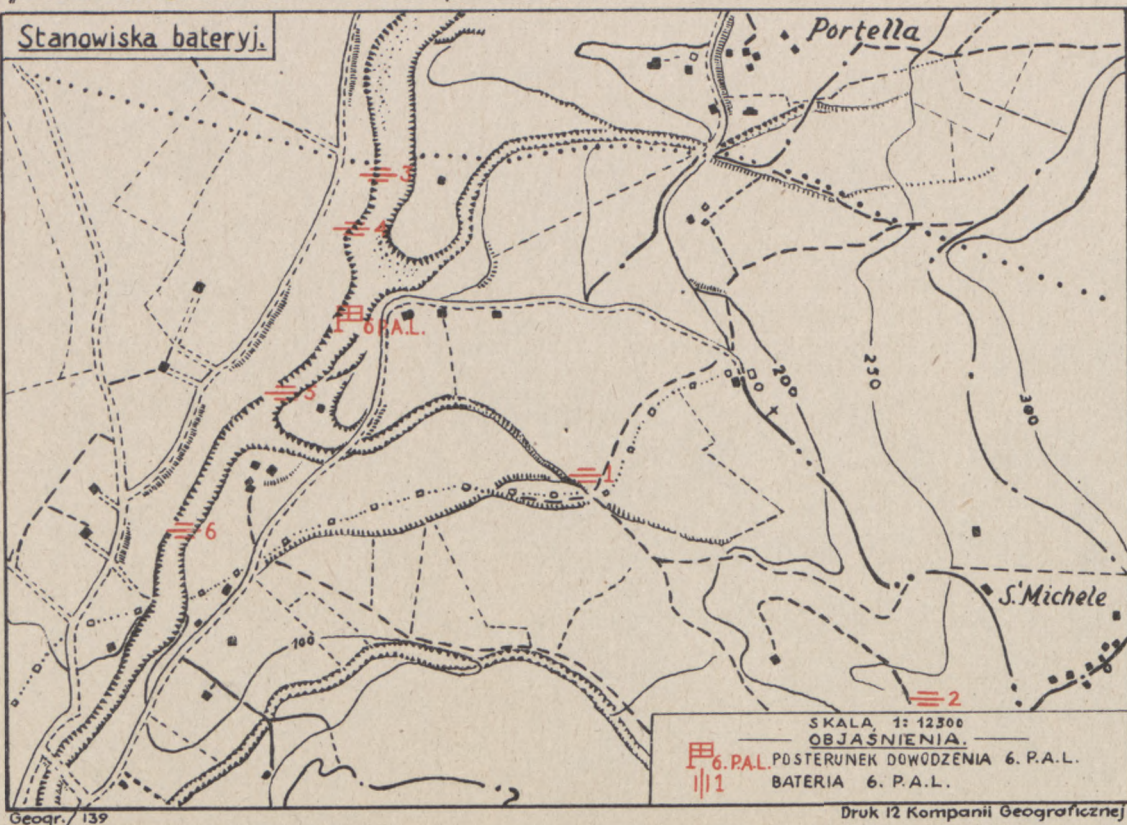 Stanowiska bateryj.
Portella
3
4
6 P.A.L.
5
200
250
300
1
6
S. Michele
100
2
SKALA 1:12500
OBJAŚNIENIA.
6. P.A.L. POSTERUNEK DOWODZENIA 6. P.A.L.
1 BATERIA 6. P.A.L.
Geogr./139
Druk 12 Kompanii Geograficznej